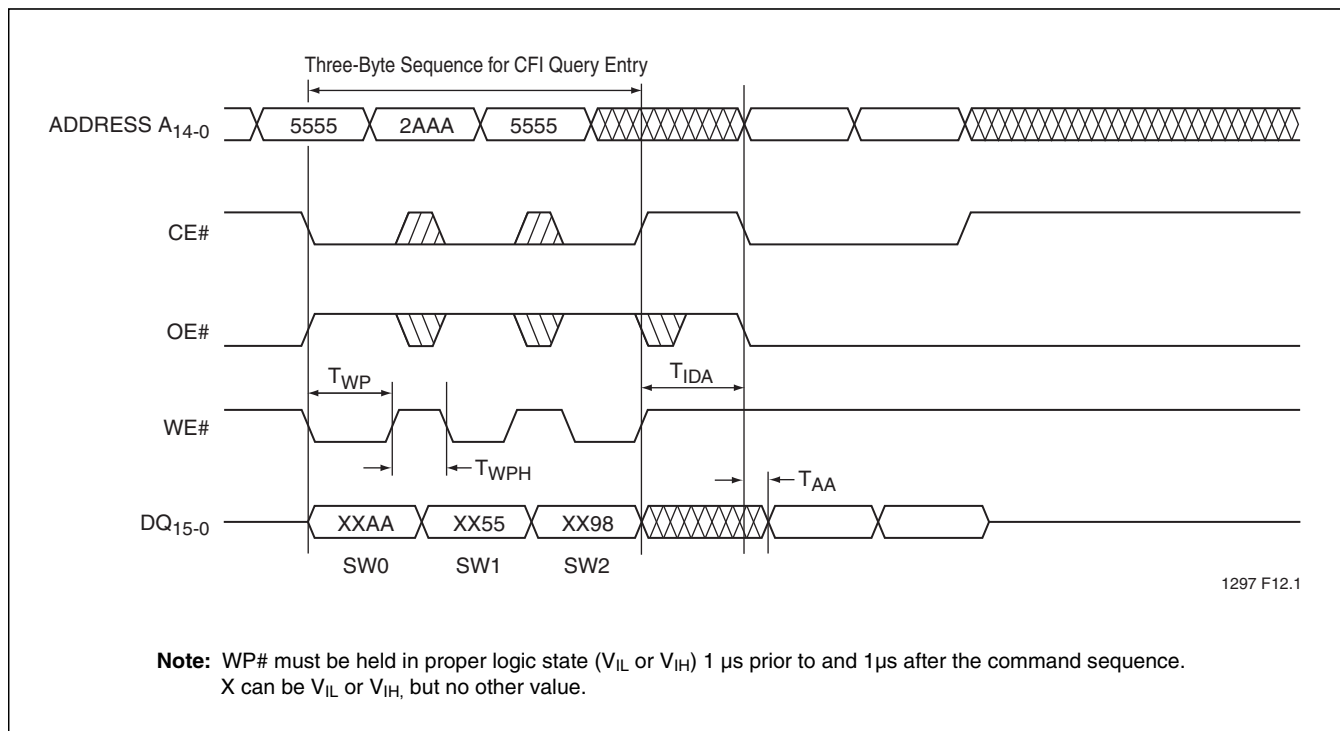 Three-Byte Sequence for CFI Query Entry
ADDRESS A14-0
5555 2AAA 5555
CE#
OE#
TWP TIDA
WE#
TWPH TAA
DQ15-0
XXAA XX55 XX98
SW0 SW1 SW2
1297 F12.1
Note: WP# must be held in proper logic state (VIL or VIH) 1 µs prior to and 1µs after the command sequence.
X can be VIL or VIH, but no other value.